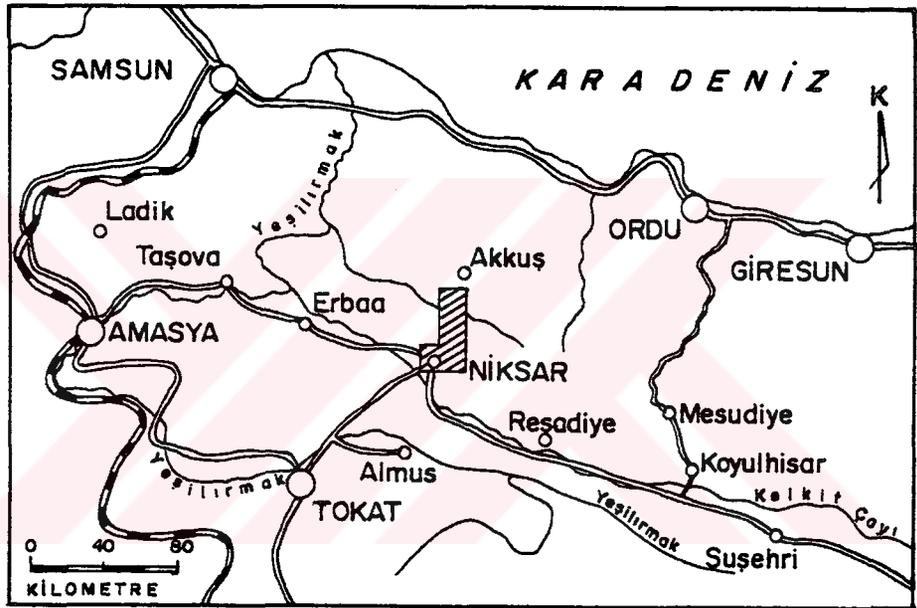 SAMSUN
KARADENİZ
K
Yeşilırmak
Ladik
ORDU
Taşova
Akkuş
GİRESUN
Erbaa
AMASYA
NİKSAR
Reşadiye
Mesudiye
Almus
Koyulhisar
Yeşilırmak
TOKAT
Yeşilırmak
Kelkit Çayı
Suşehri
0 40 80
KİLOMETRE